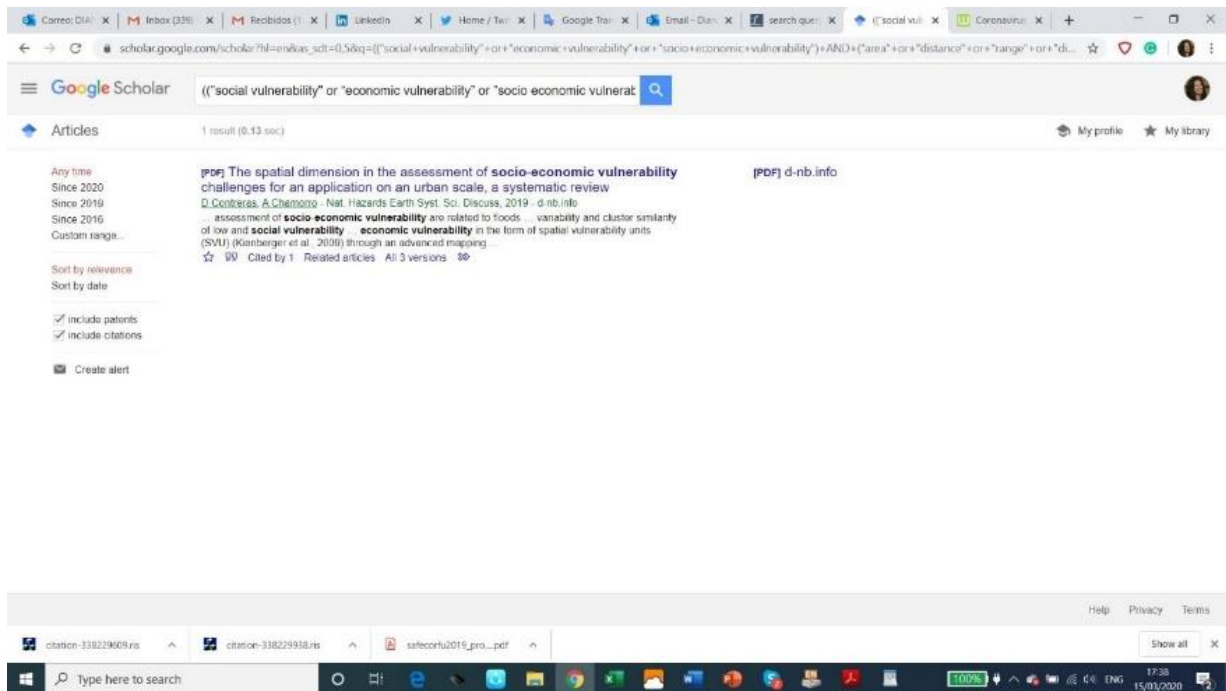 Correo: DIA
Inbox (339)
Recibidos (1
Linkedin
Home / Twi
Google Tran
Email - Dian
search quer
(("social vuln
Coronavirus
scholar.google.com/scholar?hl=en&as_sdt=0,5&q=(("social+vulnerability"+or+"economic+vulnerability"+or+"socio+economic+vulnerability")+AND+("area"+or+"distance"+or+"range"+or+"di...
Google Scholar
(("social vulnerability" or "economic vulnerability" or "socio economic vulnerab
Articles
1 result (0.13 sec)
My profile
My library
Any time
Since 2020
Since 2019
Since 2016
Custom range...
Sort by relevance
Sort by date
include patents
include citations
Create alert
[PDF] The spatial dimension in the assessment of socio-economic vulnerability
challenges for an application on an urban scale, a systematic review
D Contreras, A Chamorro - Nat. Hazards Earth Syst. Sci. Discuss, 2019 - d-nb.info
... assessment of socio-economic vulnerability are related to floods ... variability and cluster similarity
of low and social vulnerability ... economic vulnerability in the form of spatial vulnerability units
(SVU) (Kienberger et al., 2009) through an advanced mapping ...
Cited by 1 Related articles All 3 versions
[PDF] d-nb.info
Help Privacy Terms
citation-338229609.ris
citation-338229938.ris
safecorfu2019_pro....pdf
Show all
Type here to search
100%
ENG
17:38
15/03/2020